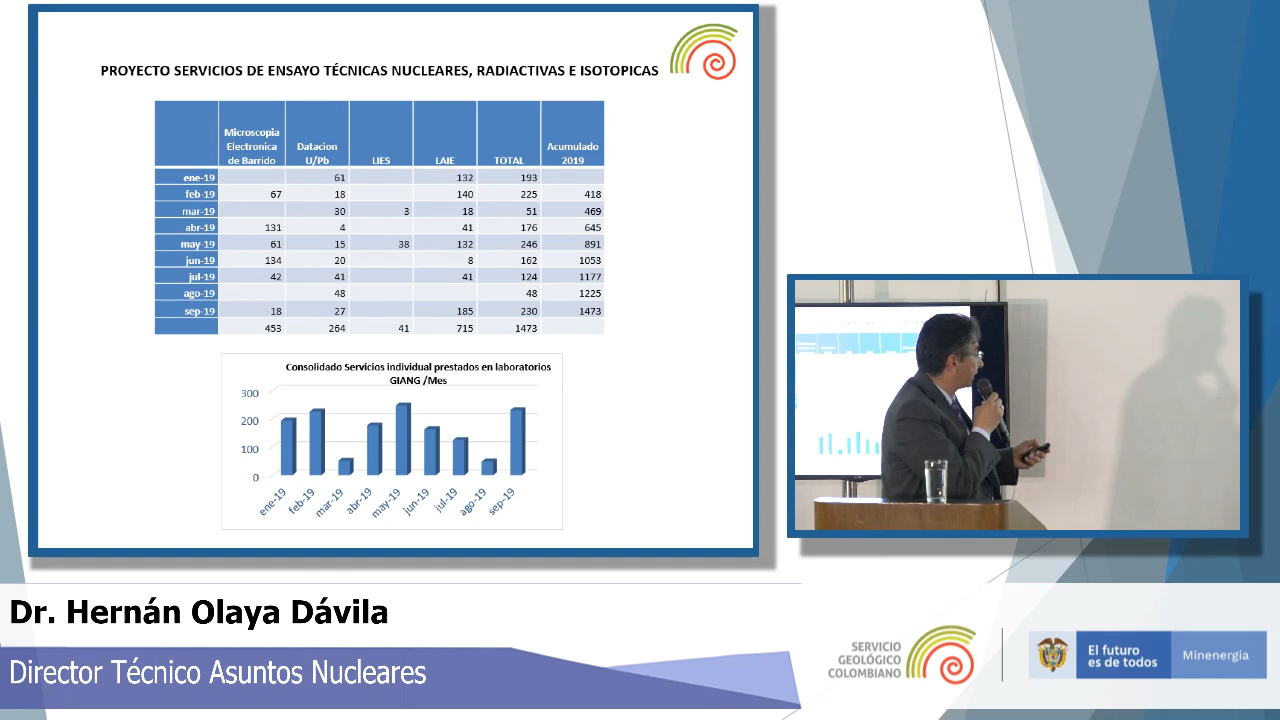 PROYECTO SERVICIOS DE ENSAYO TÉCNICAS NUCLEARES, RADIACTIVAS E ISOTOPICAS
Microscopia Electronica de Barrido Datacion U/Pb LIES LAIE TOTAL Acumulado 2019
ene-19 61 132 193
feb-19 67 18 140 225 418
mar-19 30 3 18 51 469
abr-19 131 4 41 176 645
may-19 61 15 38 132 246 891
jun-19 134 20 8 162 1053
jul-19 42 41 41 124 1177
ago-19 48 48 1225
sep-19 18 27 185 230 1473
453 264 41 715 1473
Consolidado Servicios individual prestados en laboratorios
GIANG /Mes
300
200
100
0
ene-19 feb-19 mar-19 abr-19 may-19 jun-19 jul-19 ago-19 sep-19
Dr. Hernán Olaya Dávila
Director Técnico Asuntos Nucleares
SERVICIO
GEOLÓGICO
COLOMBIANO
El futuro
es de todos
Minenergía